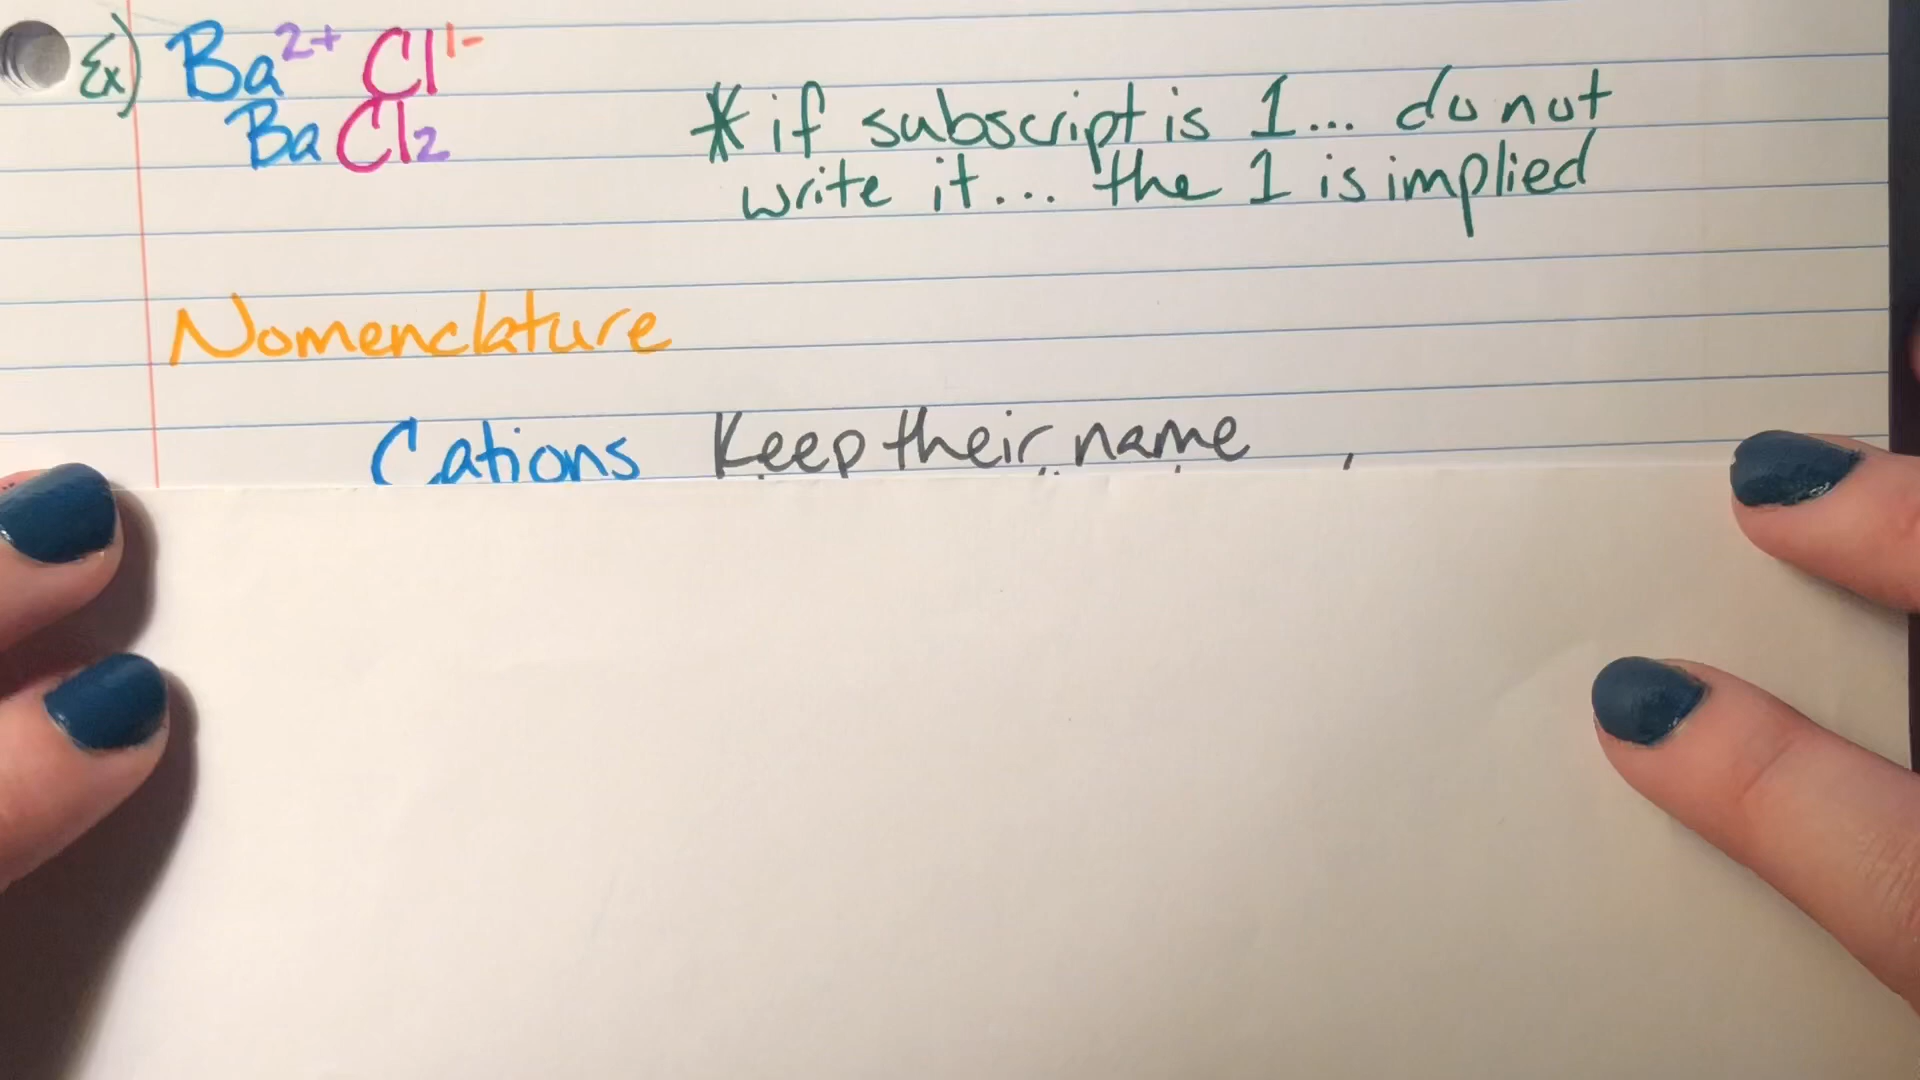 Ex) Ba²⁺ Cl¹⁻
BaCl₂
* if subscript is 1... do not
write it... the 1 is implied
Nomenclature
Cations Keep their name